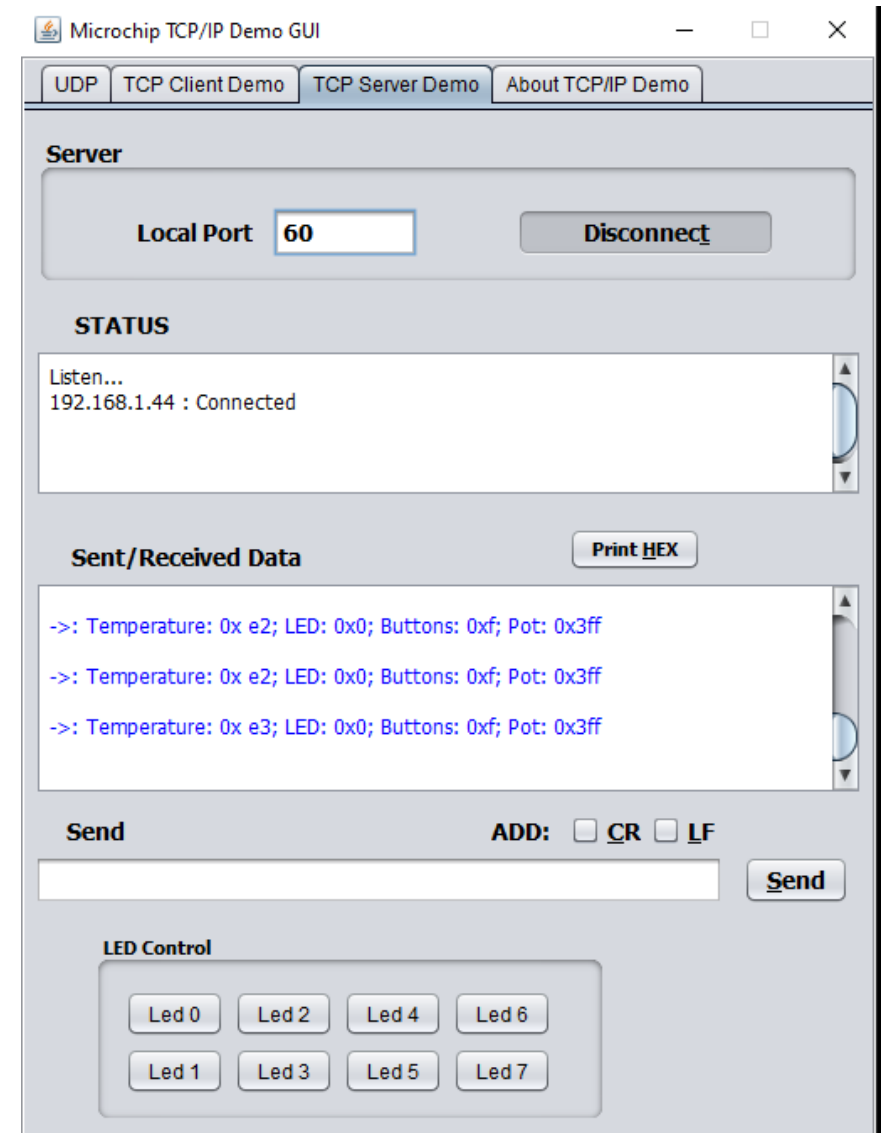 Microchip TCP/IP Demo GUI
UDP TCP Client Demo TCP Server Demo About TCP/IP Demo
Server
Local Port 60 Disconnect
STATUS
Listen...
192.168.1.44 : Connected
Sent/Received Data Print HEX
->: Temperature: 0x e2; LED: 0x0; Buttons: 0xf; Pot: 0x3ff
->: Temperature: 0x e2; LED: 0x0; Buttons: 0xf; Pot: 0x3ff
->: Temperature: 0x e3; LED: 0x0; Buttons: 0xf; Pot: 0x3ff
Send ADD: CR LF
Send
LED Control
Led 0 Led 2 Led 4 Led 6
Led 1 Led 3 Led 5 Led 7